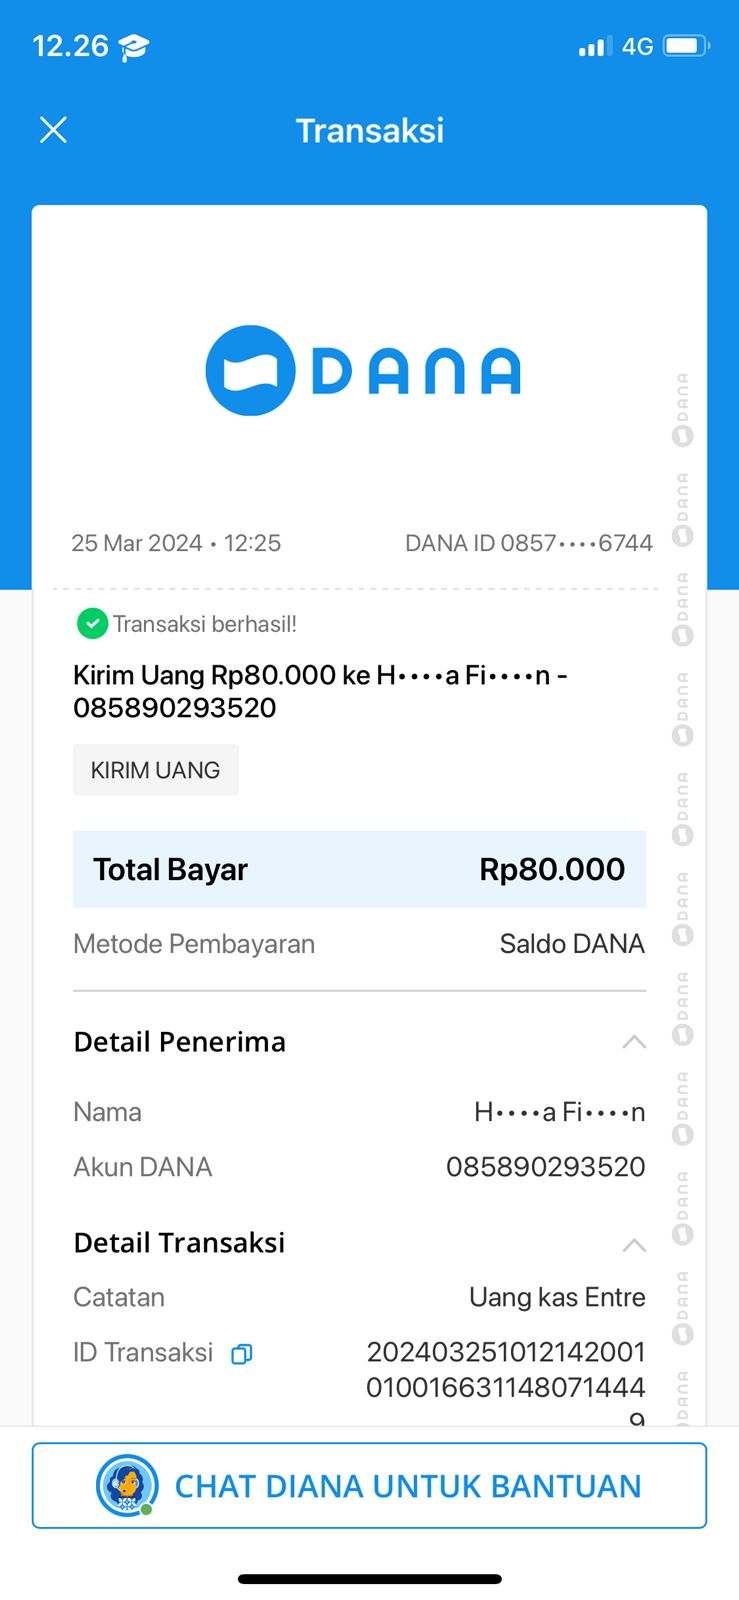 12.26
4G
Transaksi
DANA
25 Mar 2024 • 12:25
DANA ID 0857••••6744
Transaksi berhasil!
Kirim Uang Rp80.000 ke H••••a Fi••••n -
085890293520
KIRIM UANG
Total Bayar
Rp80.000
Metode Pembayaran
Saldo DANA
Detail Penerima
Nama
H••••a Fi••••n
Akun DANA
085890293520
Detail Transaksi
Catatan
Uang kas Entre
ID Transaksi
202403251012142001
010016631148071444
9
CHAT DIANA UNTUK BANTUAN
DANA
DANA
DANA
DANA
DANA
DANA
DANA
DANA
DANA
DANA
DANA